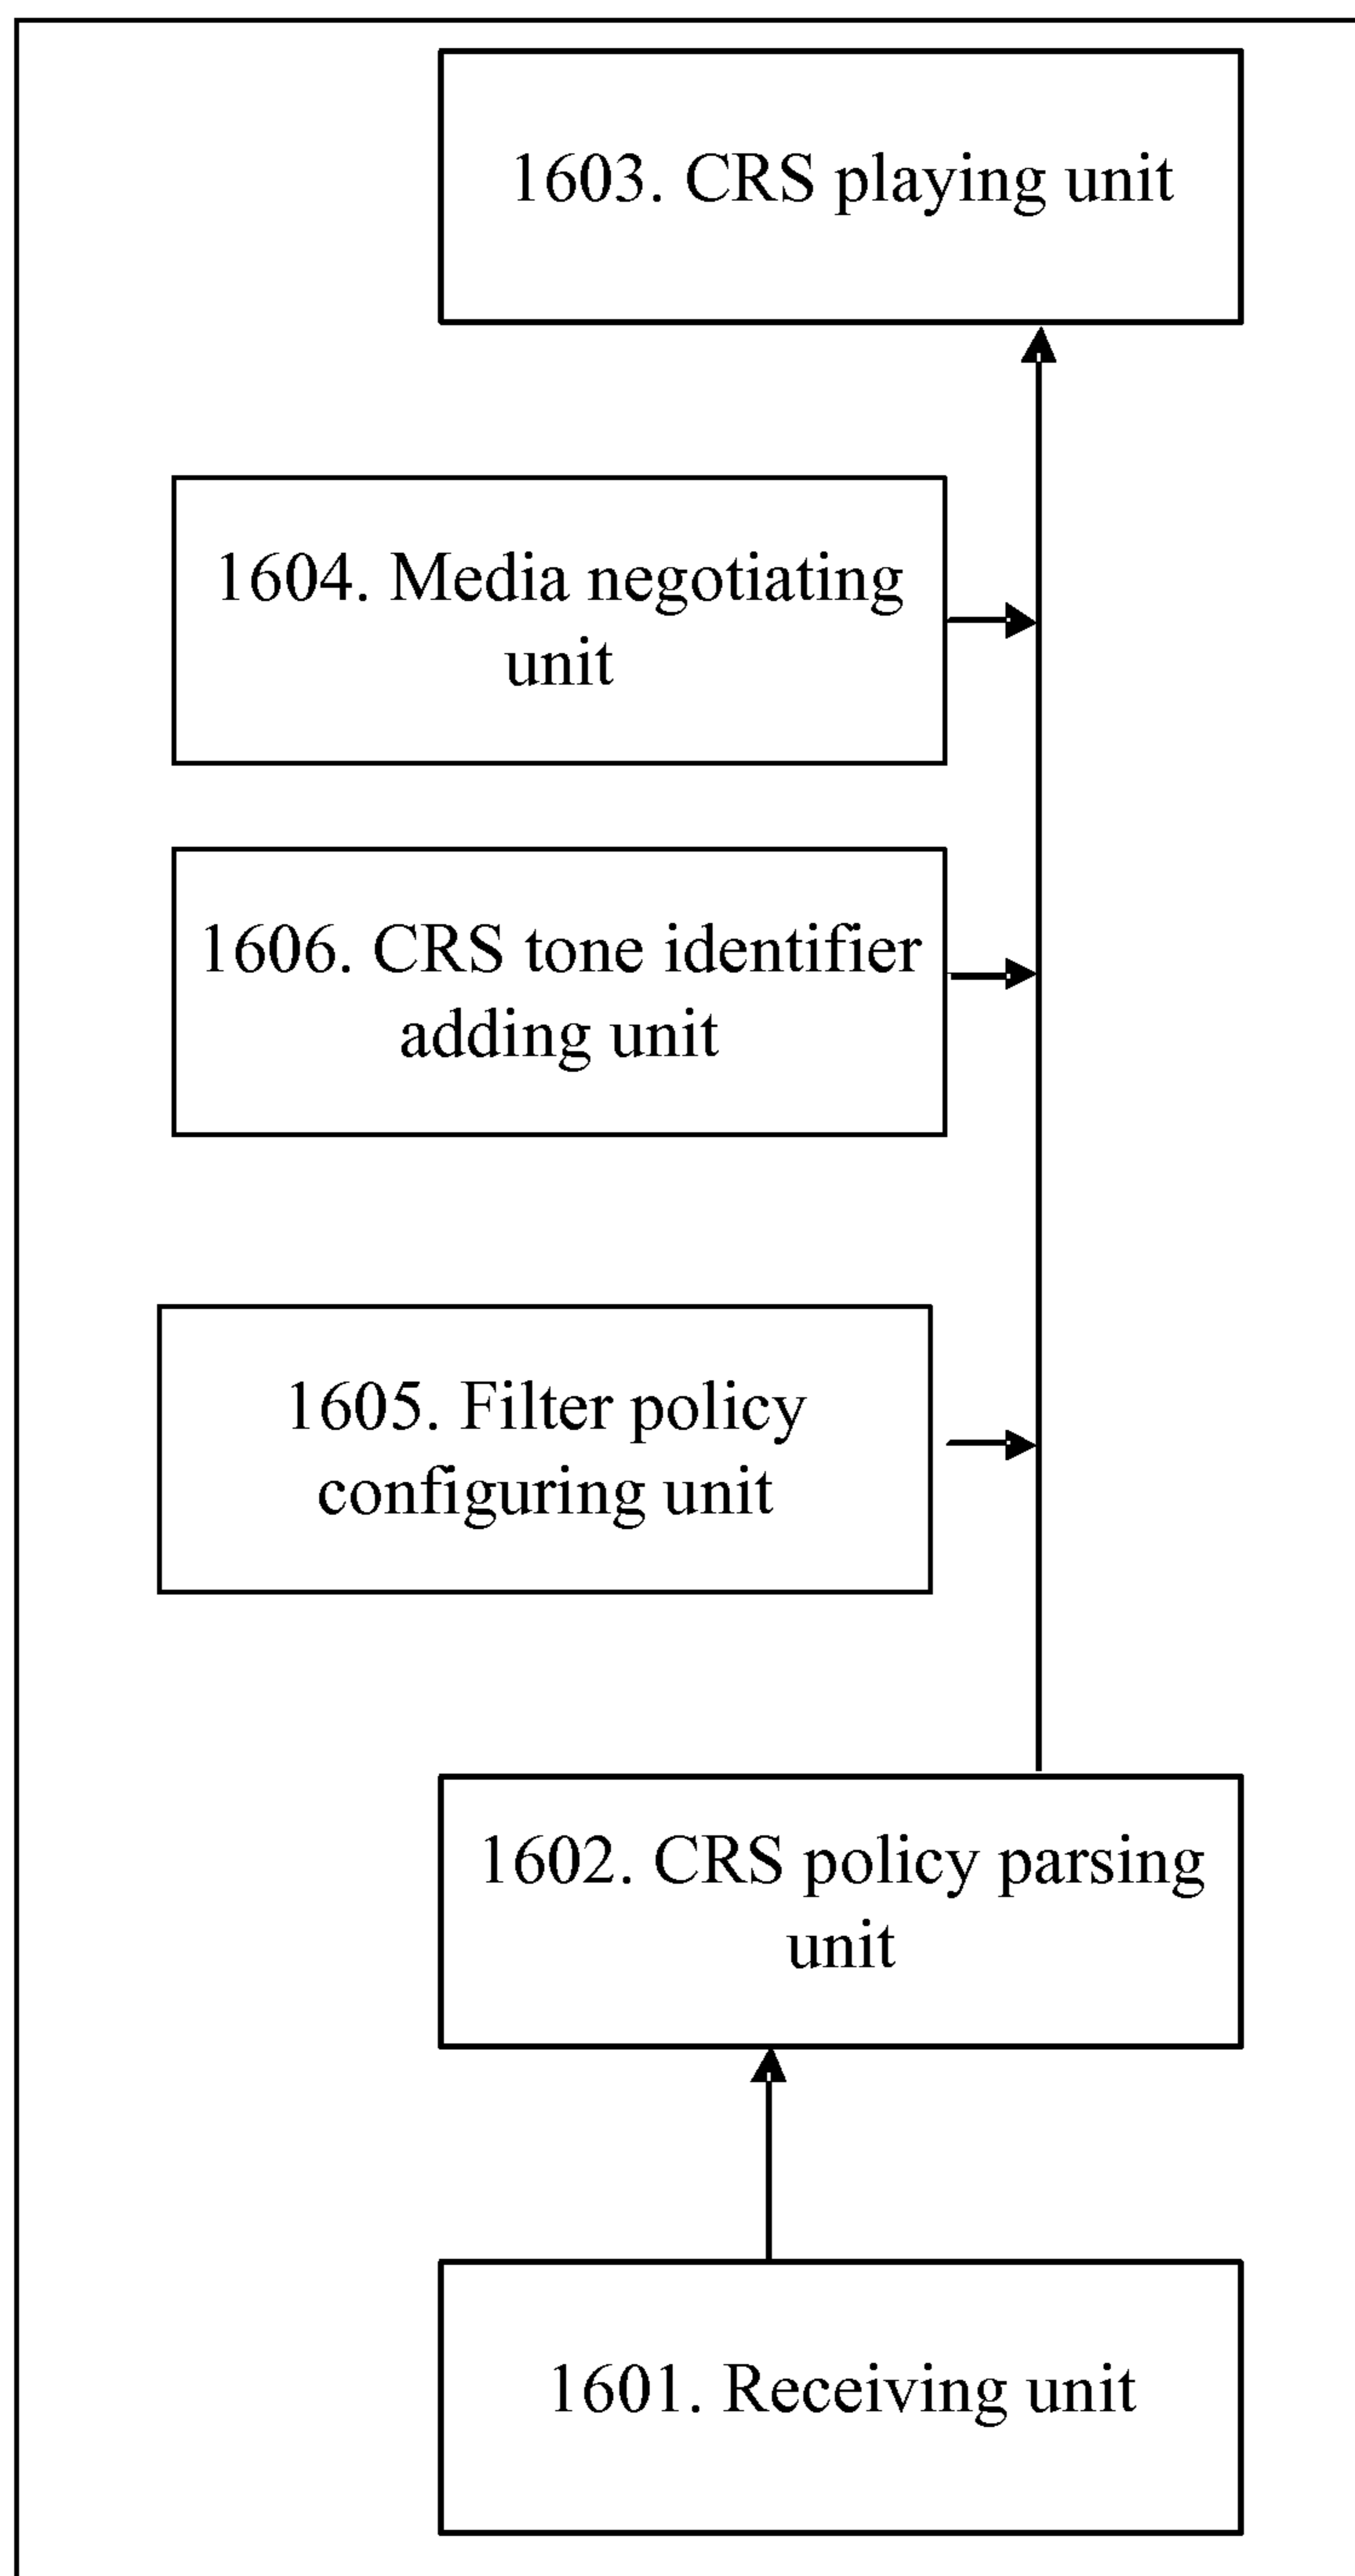 1603. CRS playing unit
1604. Media negotiating
unit
1606. CRS tone identifier
adding unit
1605. Filter policy
configuring unit
1602. CRS policy parsing
unit
1601. Receiving unit